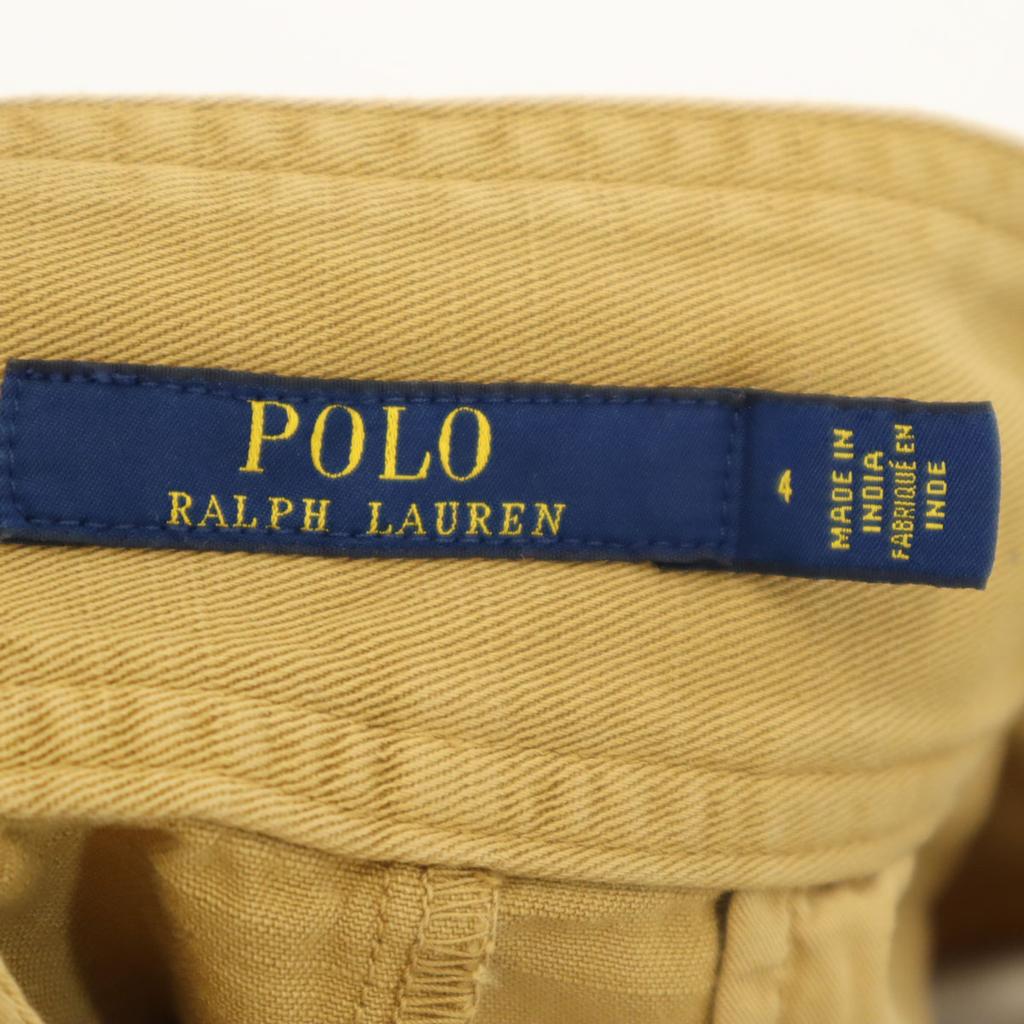 POLO
RALPH LAUREN
4
MADE IN
INDIA
FABRIQUÉ EN
INDE